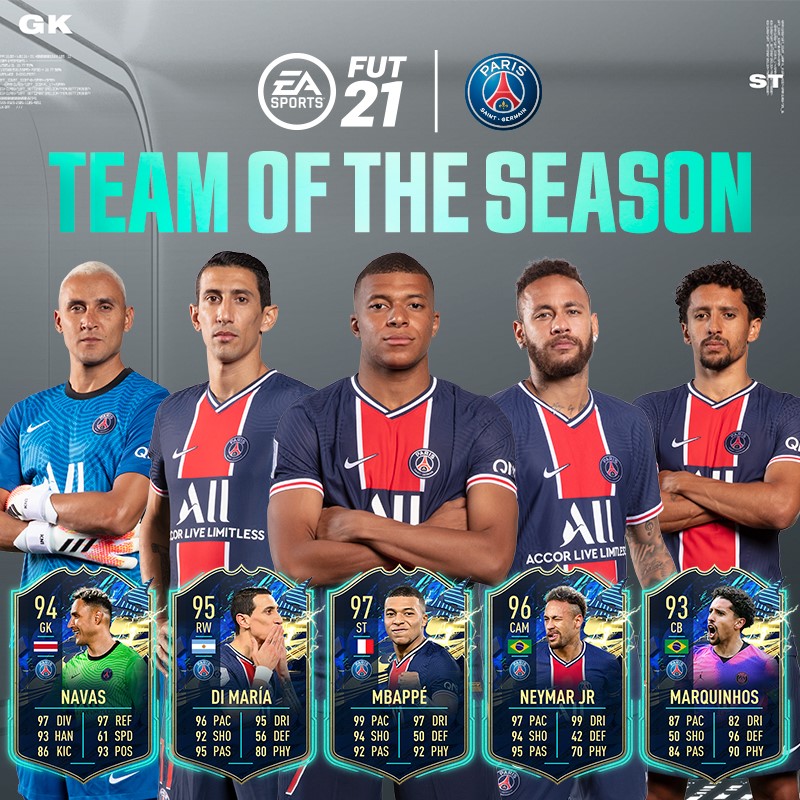 GK
ST
EA
SPORTS
FUT
21
PARIS
SAINT-GERMAIN
TEAM OF THE SEASON
ALL
ALL
ACCOR LIVE LIMITLESS
ALL
ALL
ACCOR LIVE LIMITLESS
94
GK
NAVAS
97 DIV 97 REF
93 HAN 61 SPD
86 KIC 93 POS
95
RW
DI MARÍA
96 PAC 95 DRI
92 SHO 56 DEF
95 PAS 80 PHY
97
ST
MBAPPÉ
99 PAC 97 DRI
94 SHO 50 DEF
92 PAS 92 PHY
96
CAM
NEYMAR JR
97 PAC 99 DRI
94 SHO 42 DEF
95 PAS 70 PHY
93
CB
MARQUINHOS
87 PAC 82 DRI
50 SHO 96 DEF
84 PAS 90 PHY